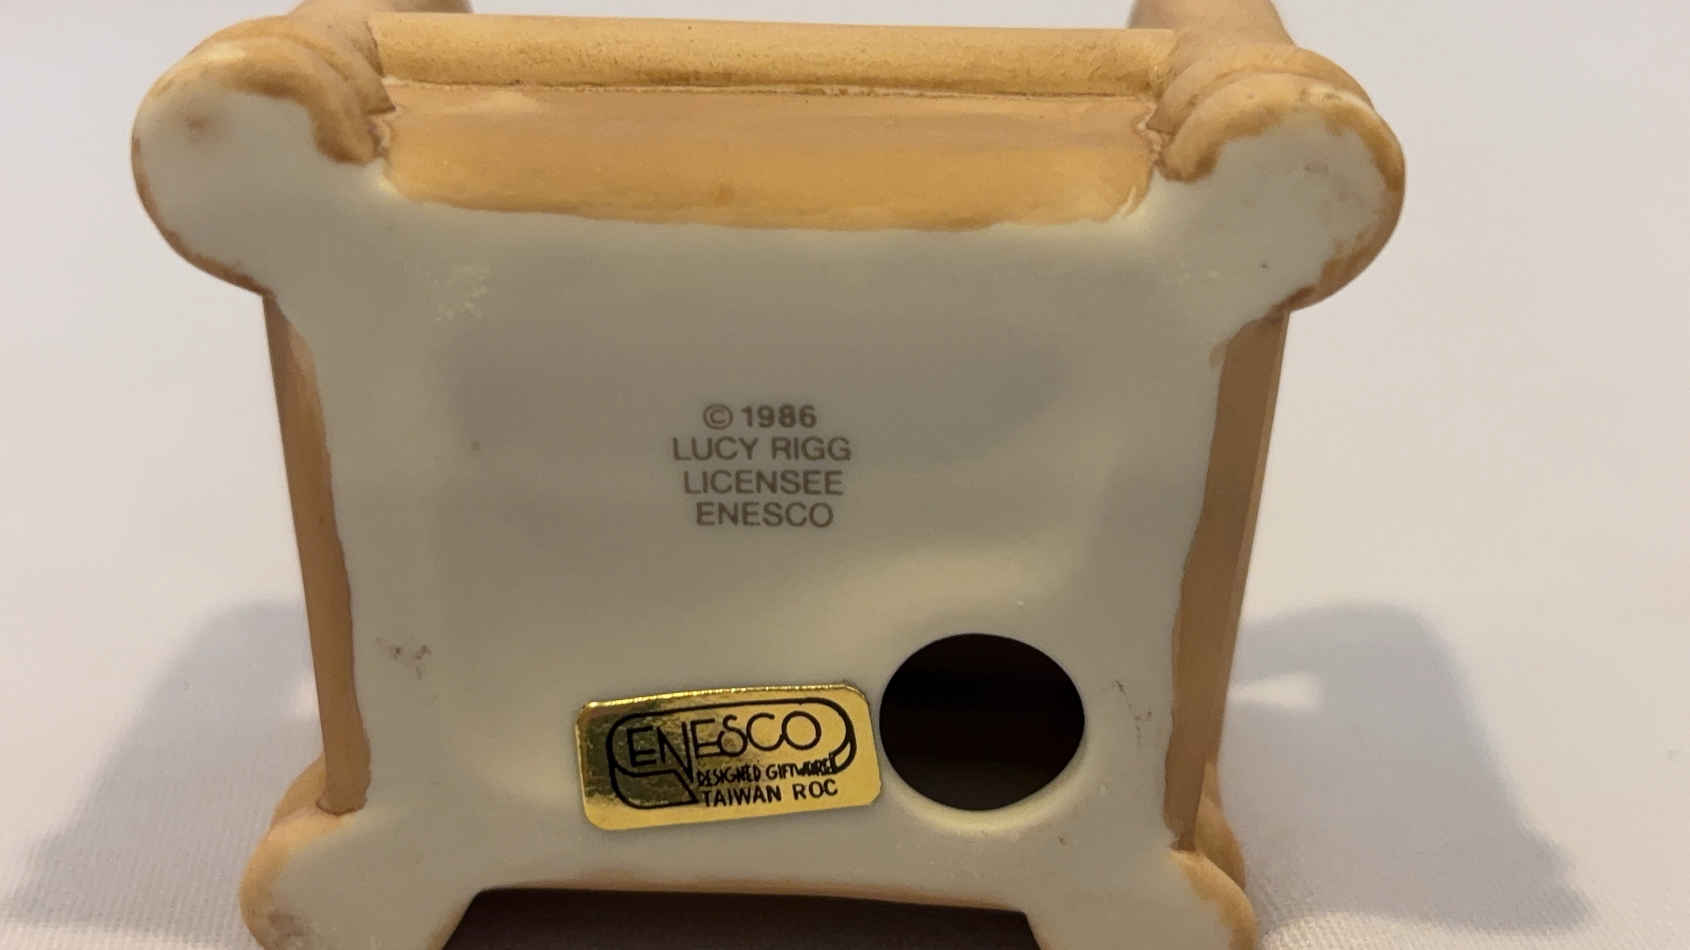 © 1986
LUCY RIGG
LICENSEE
ENESCO
ENESCO
DESIGNED GIFTWARE
TAIWAN ROC